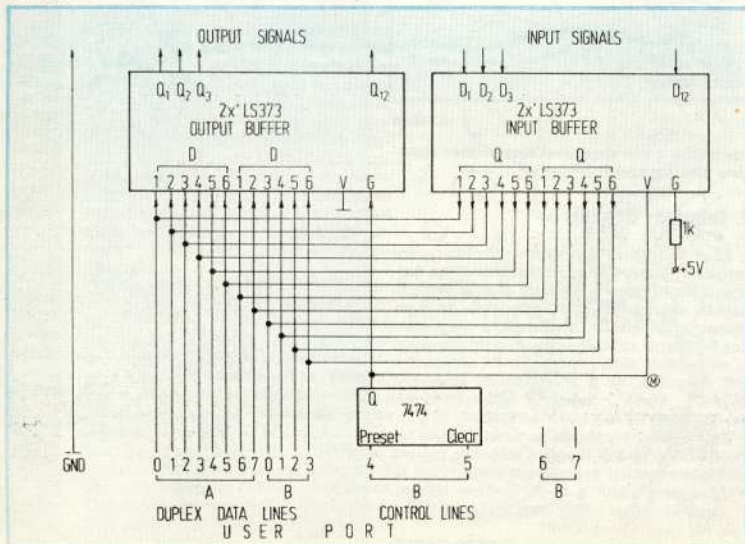 OUTPUT SIGNALS INPUT SIGNALS
Q1 Q2 Q3 Q12 D1 D2 D3 D12
2x' LS373 2x' LS373
OUTPUT BUFFER INPUT BUFFER
D D Q Q
1 2 3 4 5 6 1 2 3 4 5 6 V G 1 2 3 4 5 6 1 2 3 4 5 6 V G
1k
+5V
M
Q
7474
Preset Clear
GND 0 1 2 3 4 5 6 7 0 1 2 3 4 5 6 7
A B B B
DUPLEX DATA LINES CONTROL LINES
USER PORT